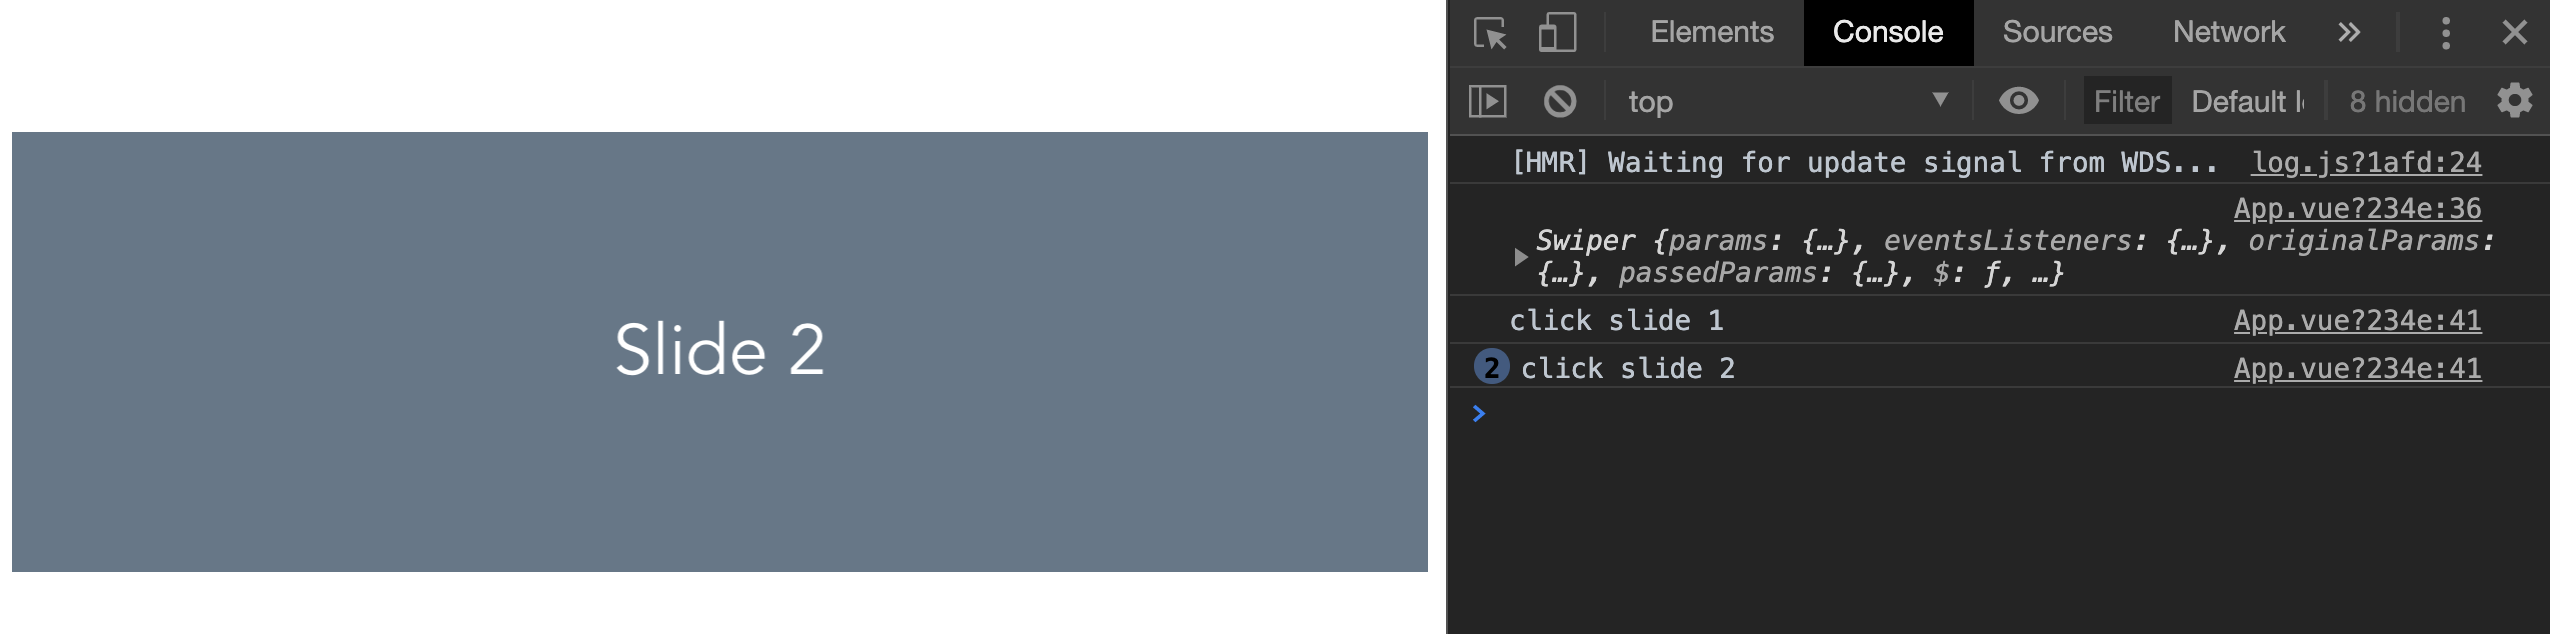 Slide 2
Elements Console Sources Network
top Filter Default l 8 hidden
[HMR] Waiting for update signal from WDS... log.js?1afd:24
App.vue?234e:36
Swiper {params: {…}, eventsListeners: {…}, originalParams:
{…}, passedParams: {…}, $: ƒ, …}
click slide 1 App.vue?234e:41
2 click slide 2 App.vue?234e:41